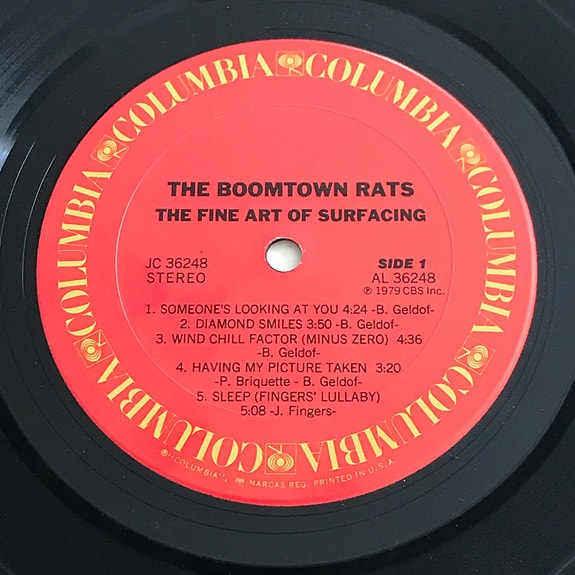 COLUMBIA COLUMBIA COLUMBIA COLUMBIA COLUMBIA COLUMBIA
THE BOOMTOWN RATS
THE FINE ART OF SURFACING
JC 36248
STEREO
SIDE 1
AL 36248
℗ 1979 CBS Inc.
1. SOMEONE'S LOOKING AT YOU 4:24 -B. Geldof-
2. DIAMOND SMILES 3:50 -B. Geldof-
3. WIND CHILL FACTOR (MINUS ZERO) 4:36
-B. Geldof-
4. HAVING MY PICTURE TAKEN 3:20
-P. Briquette - B. Geldof-
5. SLEEP (FINGERS' LULLABY)
5:08 -J. Fingers-
®"COLUMBIA", MARCAS REG. PRINTED IN U.S.A.